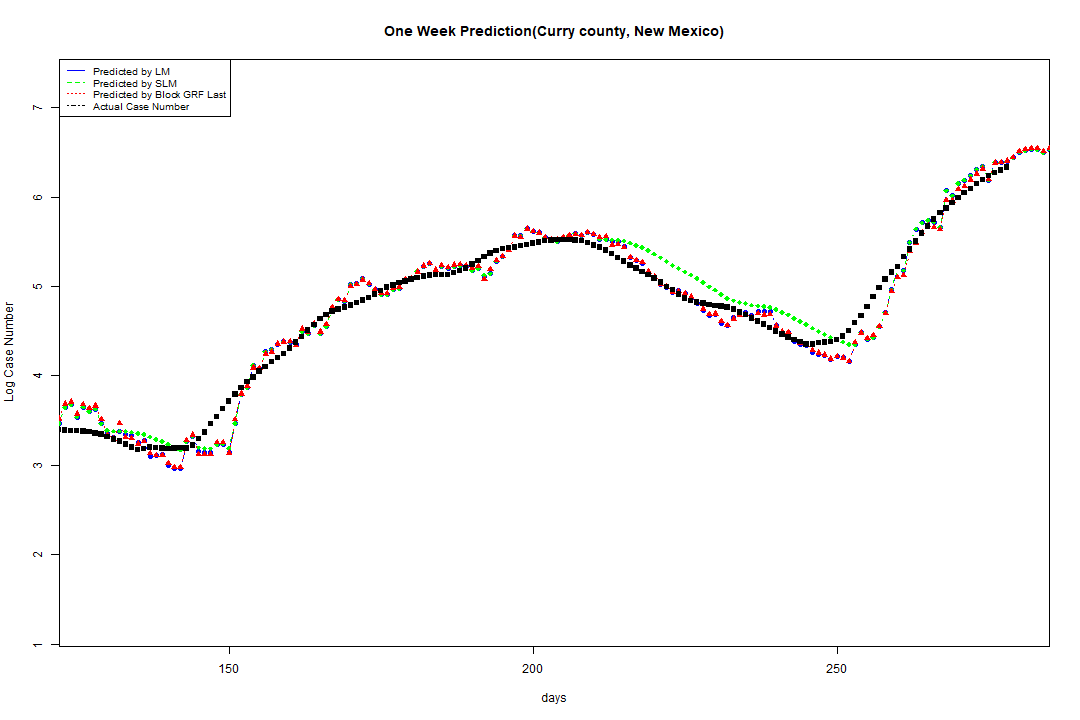 One Week Prediction(Curry county, New Mexico)
Predicted by LM
Predicted by SLM
Predicted by Block GRF Last
Actual Case Number
7
6
5
4
3
2
1
Log Case Number
150
200
250
days